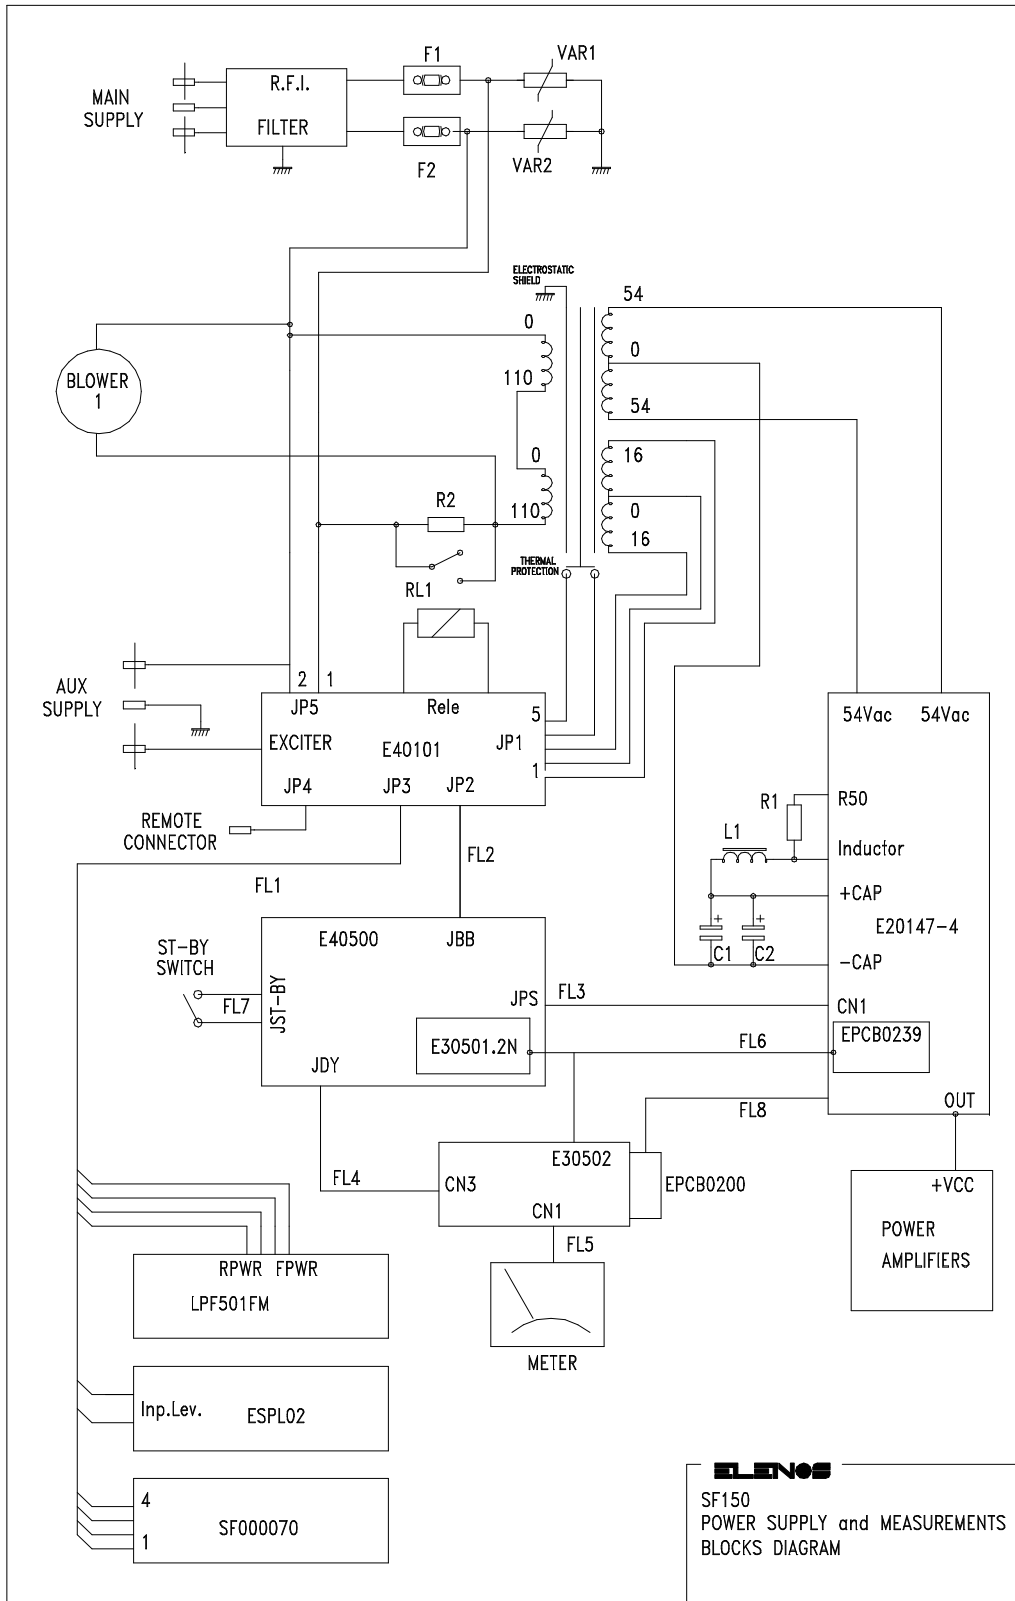 F1
VAR1
MAIN
SUPPLY
R.F.I.
FILTER
F2
VAR2
ELECTROSTATIC
SHIELD
54
0
0
BLOWER
1
110
54
0
16
R2
110
0
16
THERMAL
PROTECTION
RL1
AUX
SUPPLY
2 1
JP5
Rele
5
54Vac 54Vac
EXCITER
E40101
JP1
1
JP4
JP3
JP2
R1
R50
REMOTE
CONNECTOR
L1
Inductor
FL2
FL1
+CAP
E40500
JBB
+ +
E20147-4
ST-BY
SWITCH
C1
C2
-CAP
FL7
JST-BY
JPS
FL3
CN1
E30501.2N
FL6
EPCB0239
JDY
FL8
OUT
E30502
FL4
CN3
EPCB0200
+VCC
CN1
FL5
POWER
AMPLIFIERS
RPWR FPWR
LPF501FM
METER
Inp.Lev.
ESPL02
ELENOS
4
SF000070
1
SF150
POWER SUPPLY and MEASUREMENTS
BLOCKS DIAGRAM